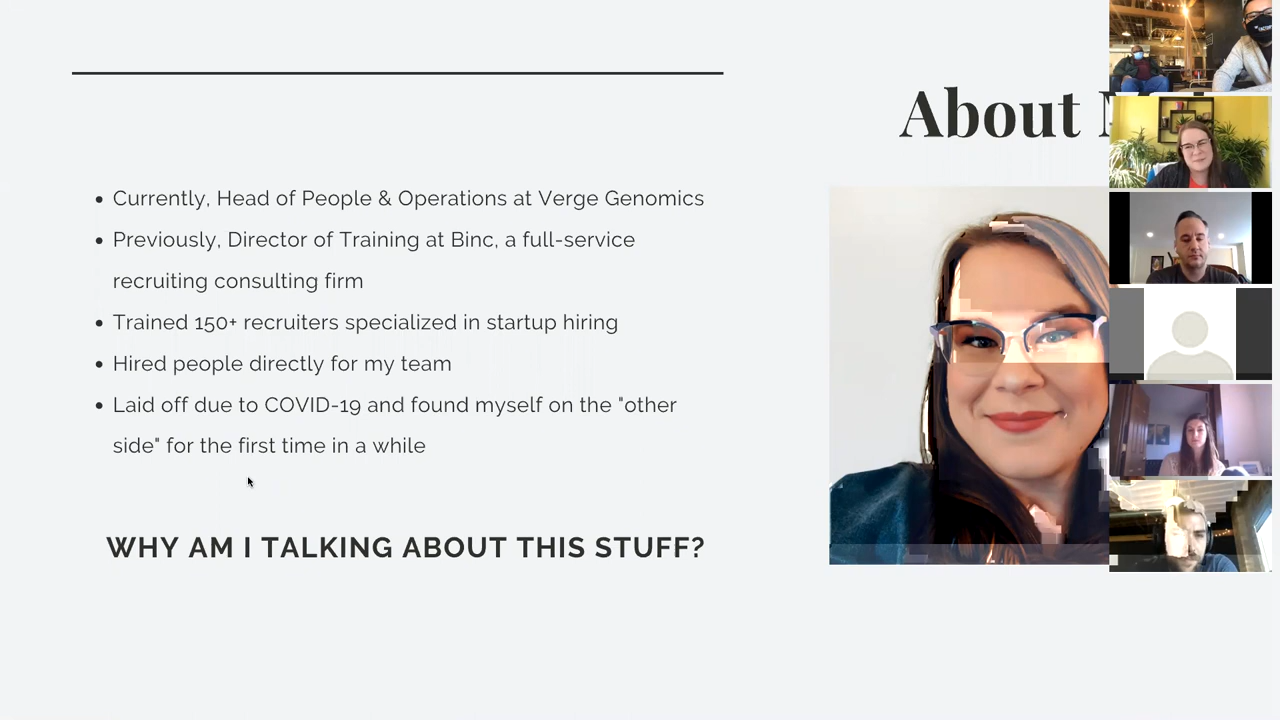 About
Currently, Head of People & Operations at Verge Genomics
Previously, Director of Training at Binc, a full-service
recruiting consulting firm
Trained 150+ recruiters specialized in startup hiring
Hired people directly for my team
Laid off due to COVID-19 and found myself on the "other
side" for the first time in a while
WHY AM I TALKING ABOUT THIS STUFF?